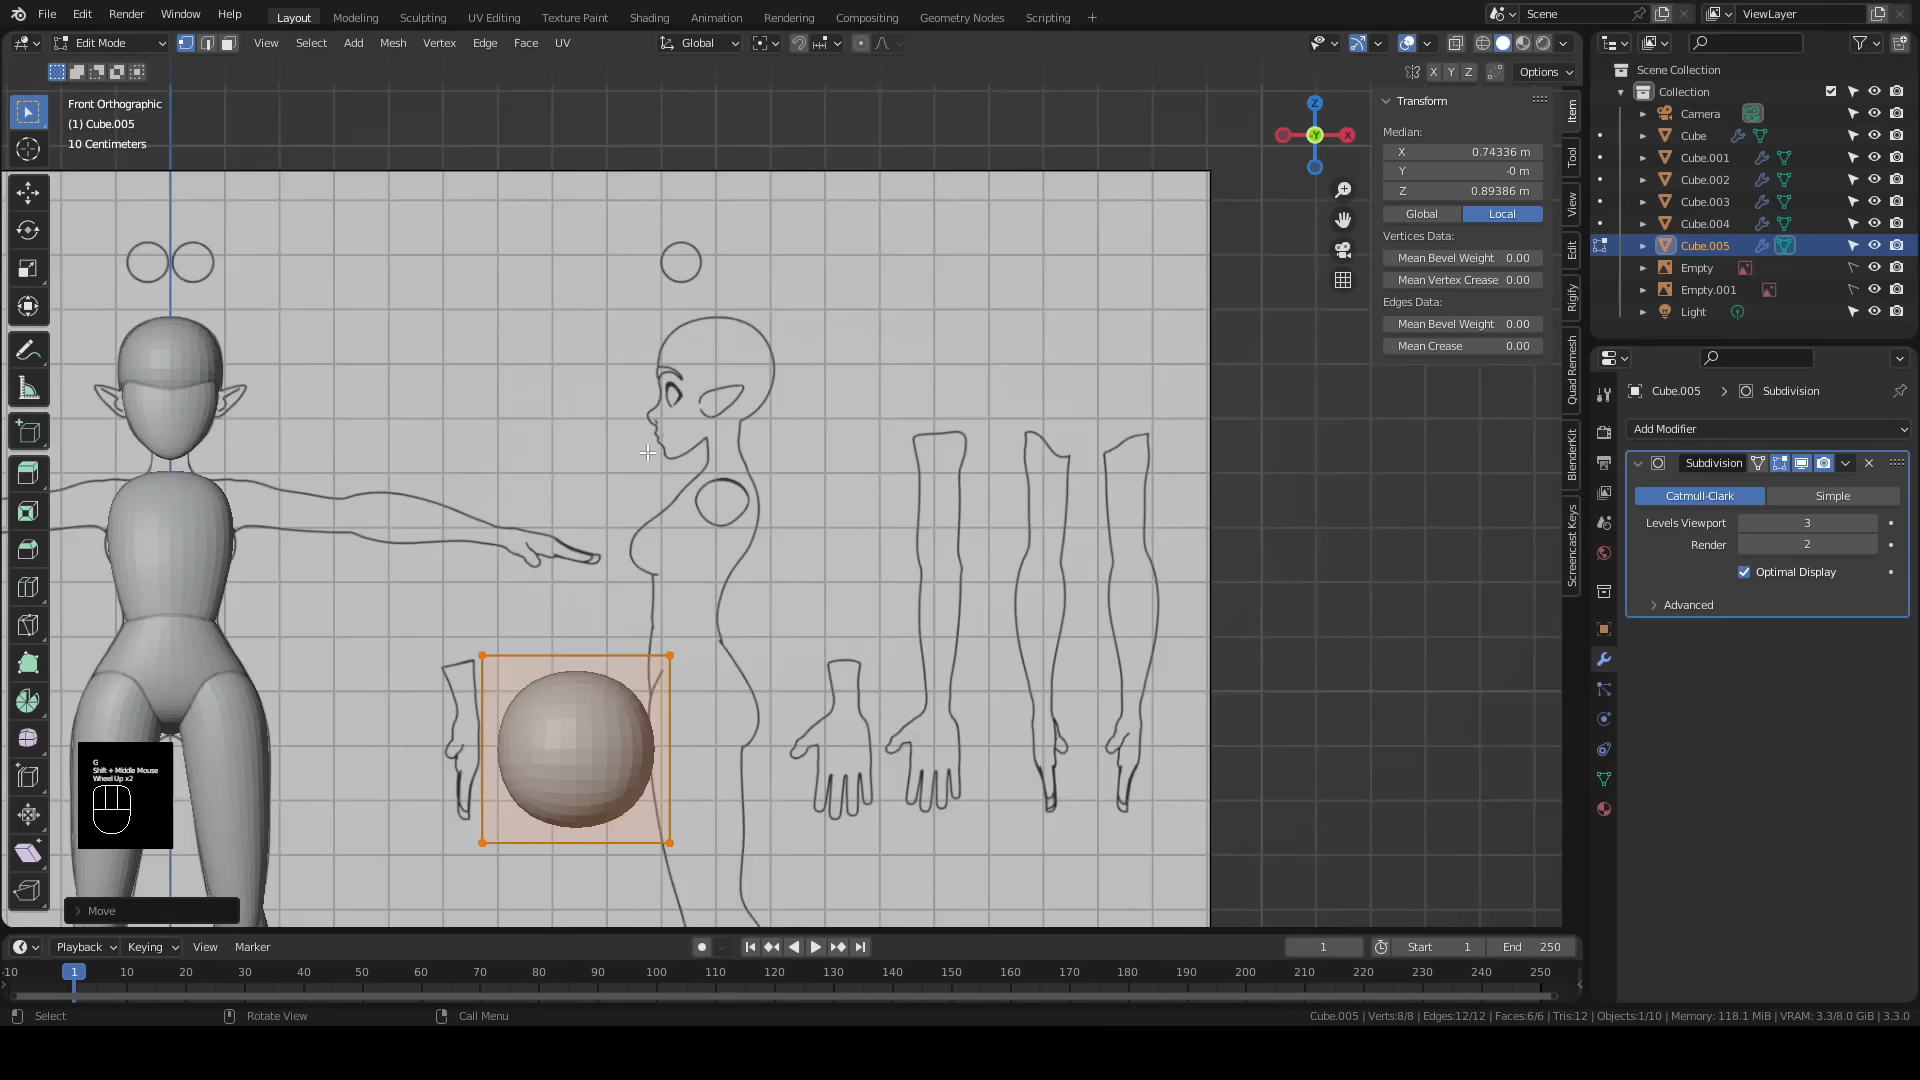 File Edit Render Window Help Layout Modeling Sculpting UV Editing Texture Paint Shading Animation Rendering Compositing Geometry Nodes Scripting + Scene ViewLayer
Edit Mode View Select Add Mesh Vertex Edge Face UV Global
X Y Z Options
Front Orthographic
(1) Cube.005
10 Centimeters
Z
Y
X
Transform
Median:
X 0.74336 m
Y -0 m
Z 0.89386 m
Global Local
Vertices Data:
Mean Bevel Weight 0.00
Mean Vertex Crease 0.00
Edges Data:
Mean Bevel Weight 0.00
Mean Crease 0.00
Item
Tool
View
Edit
Rigify
Quad Remesh
BlenderKit
Screencast Keys
Scene Collection
Collection
Camera
Cube
Cube.001
Cube.002
Cube.003
Cube.004
Cube.005
Empty
Empty.001
Light
Cube.005 > Subdivision
Add Modifier
Subdivision
Catmull-Clark Simple
Levels Viewport 3
Render 2
Optimal Display
Advanced
G
Shift + Middle Mouse
Wheel Up x2
Move
Playback Keying View Marker 1 Start 1 End 250
-10 1 10 20 30 40 50 60 70 80 90 100 110 120 130 140 150 160 170 180 190 200 210 220 230 240 250
Select Rotate View Call Menu Cube.005 | Verts:8/8 | Edges:12/12 | Faces:6/6 | Tris:12 | Objects:1/10 | Memory: 118.1 MiB | VRAM: 3.3/8.0 GiB | 3.3.0